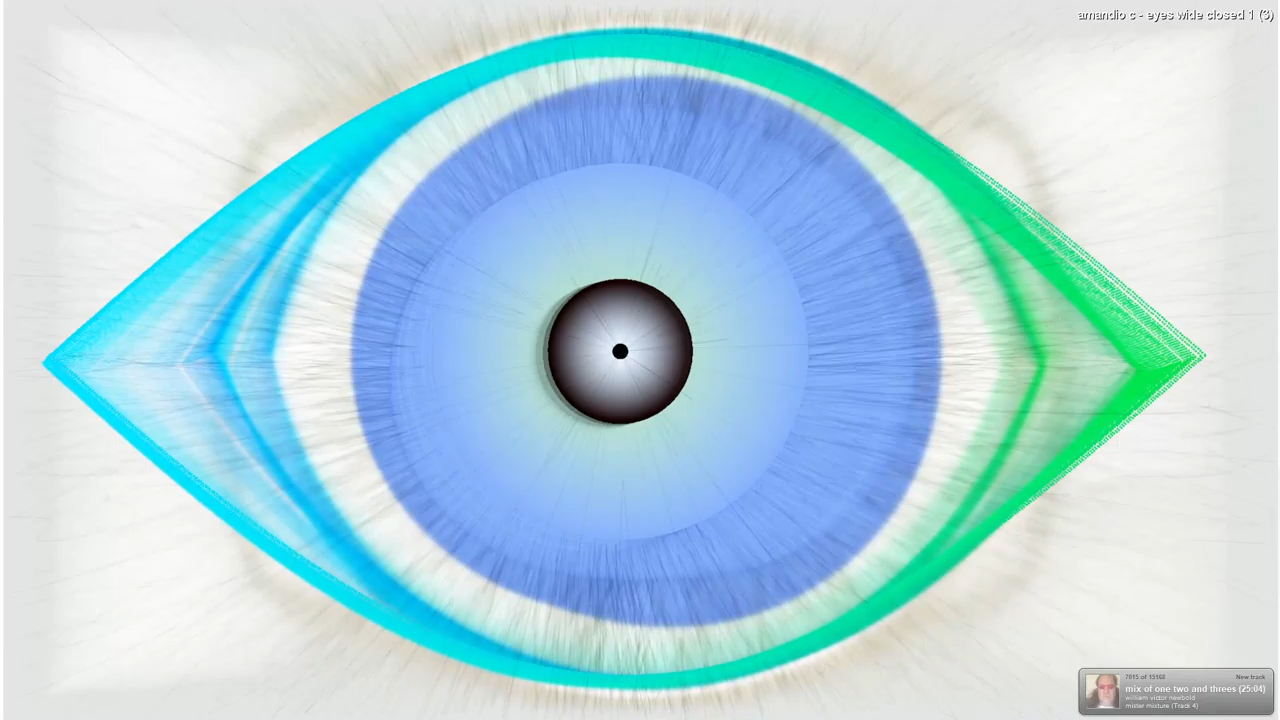 amandio c - eyes wide closed 1 (3)
7015 of 15168 New track
mix of one two and threes (25:04)
william victor newbold
mister mixture (Track 4)